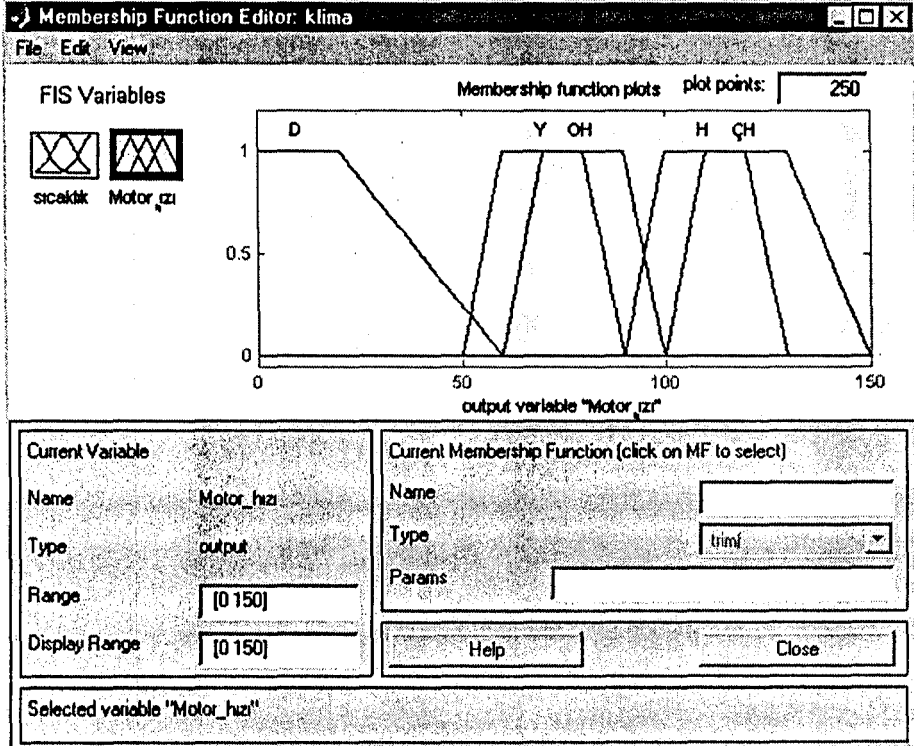 Membership Function Editor: klima
File Edit View
FIS Variables
Membership function plots plot points: 250
D Y OH H ÇH
1
0.5
0
0 50 100 150
sıcaklık Motor_ızı
output variable "Motor_ızı"
Current Variable
Name Motor_hızı
Type output
Range [0 150]
Display Range [0 150]
Current Membership Function (click on MF to select)
Name
Type trimf
Params
Help Close
Selected variable "Motor_hızı"